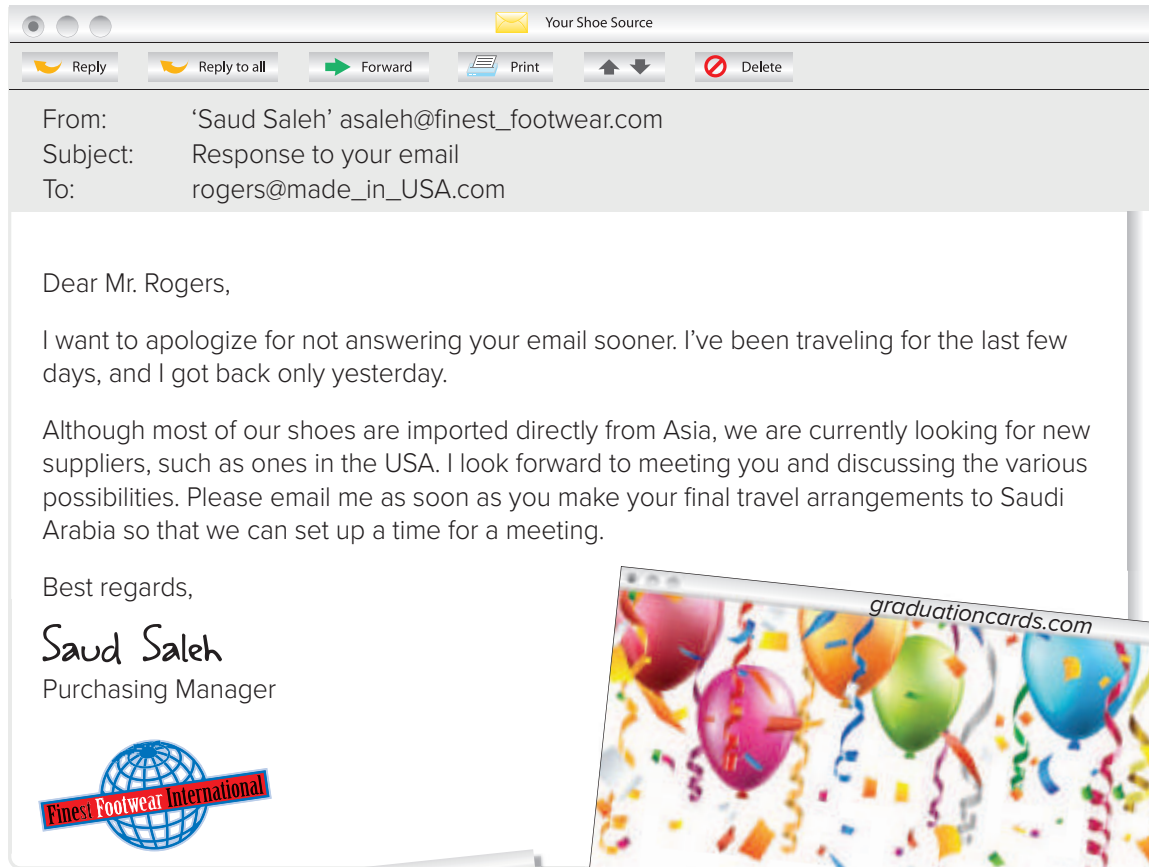 Your Shoe Source
Reply
Reply to all
Forward
Print
Delete
From: ‘Saud Saleh’ asaleh@finest_footwear.com
Subject: Response to your email
To: rogers@made_in_USA.com
Dear Mr. Rogers,
I want to apologize for not answering your email sooner. I’ve been traveling for the last few
days, and I got back only yesterday.
Although most of our shoes are imported directly from Asia, we are currently looking for new
suppliers, such as ones in the USA. I look forward to meeting you and discussing the various
possibilities. Please email me as soon as you make your final travel arrangements to Saudi
Arabia so that we can set up a time for a meeting.
Best regards,
Saud Saleh
Purchasing Manager
Finest Footwear International
graduationcards.com